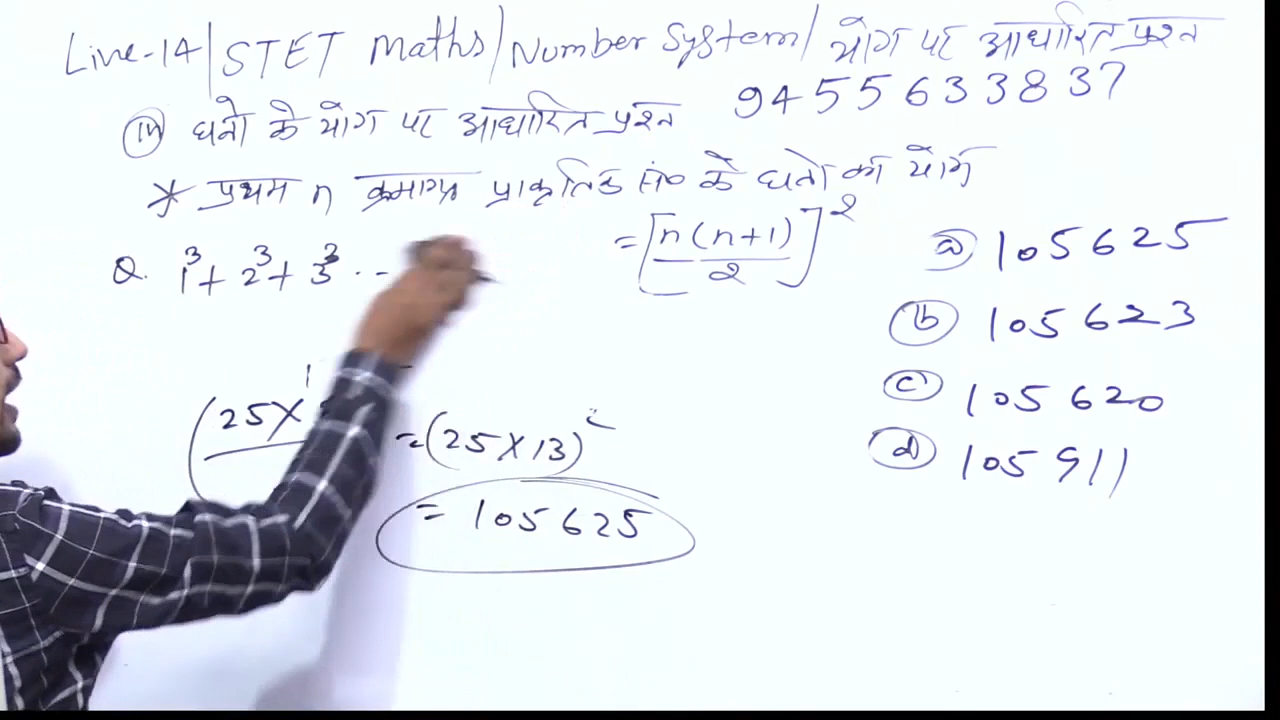 Live-14/STET Maths/Number System/ योग पर आधारित प्रश्न
9455633837
(iv) घनो के योग पर आधारित प्रश्न
* प्रथम n क्रमागत प्राकृतिक सं० के घनो का योग
= [n(n+1)/2]²
Q. 1³ + 2³ + 3³ ...
(25×
= (25×13)²
= 105625
(a) 105625
(b) 105623
(c) 105620
(d) 105911